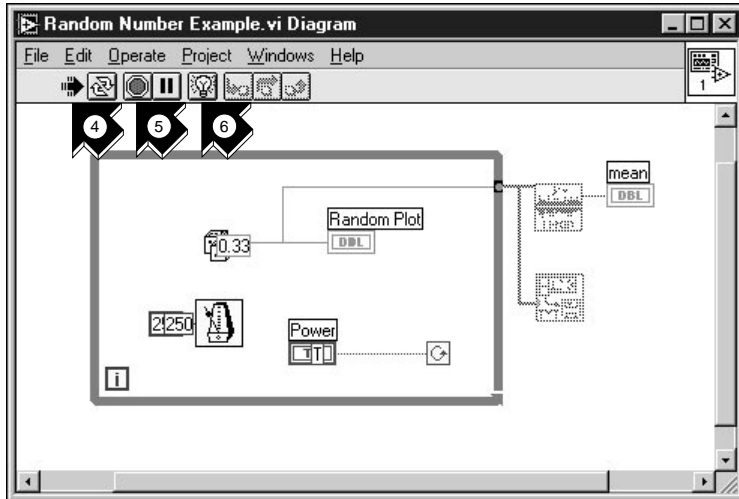 Random Number Example.vi Diagram
File Edit Operate Project Windows Help
1
4 5 6
mean
DBL
Random Plot
DBL
0.33
250
Power
T
i